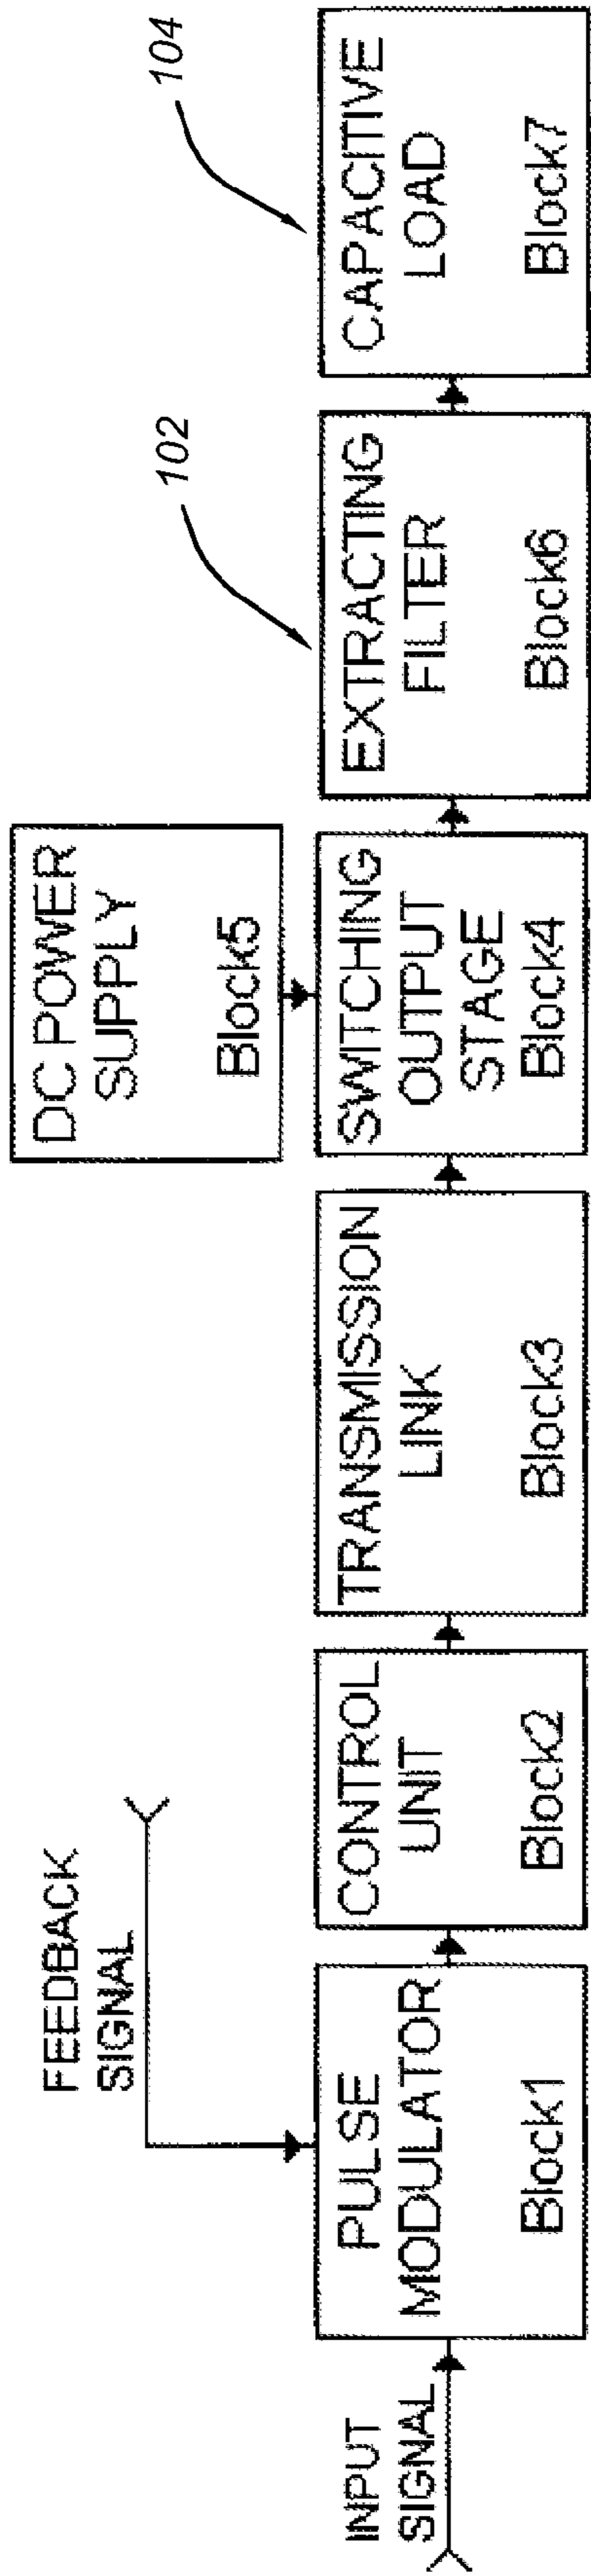 FEEDBACK
SIGNAL
INPUT
SIGNAL
PULSE
MODULATOR
Block1
CONTROL
UNIT
Block2
TRANSMISSION
LINK
Block3
DC POWER
SUPPLY
Block5
SWITCHING
OUTPUT
STAGE
Block4
102
EXTRACTING
FILTER
Block6
104
CAPACITIVE
LOAD
Block7